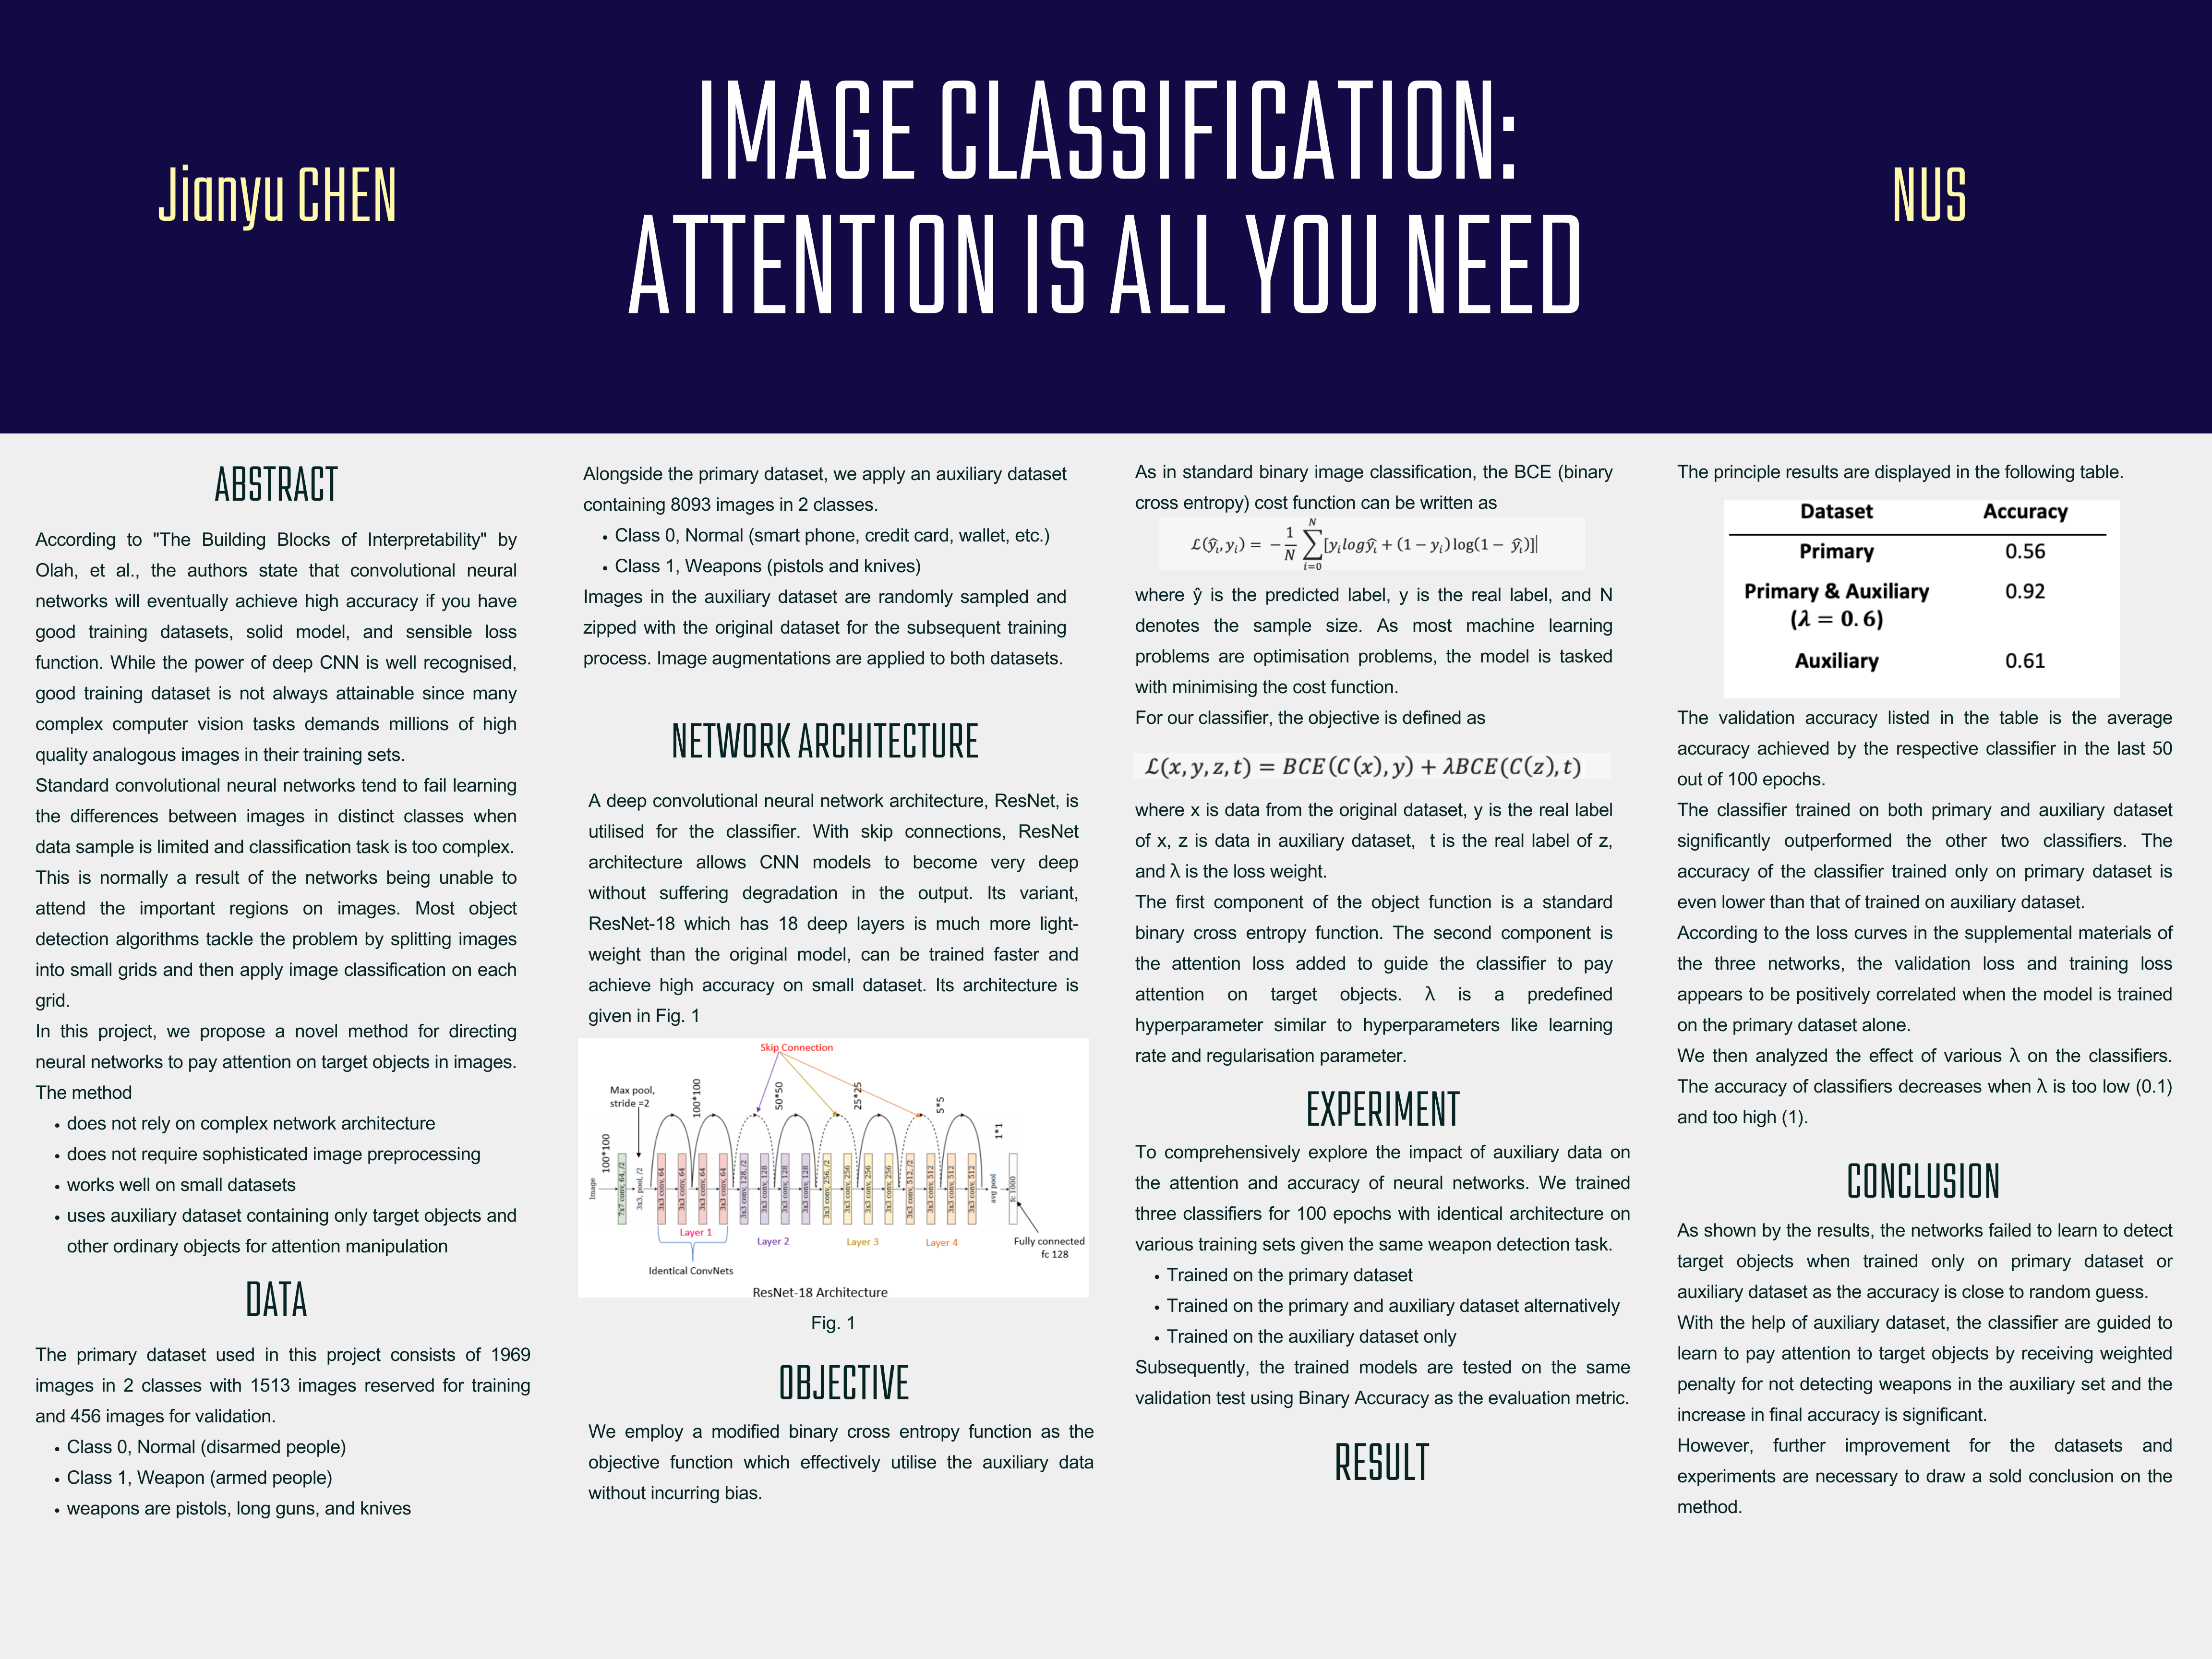 Jianyu CHEN
IMAGE CLASSIFICATION:
ATTENTION IS ALL YOU NEED
NUS
ABSTRACT
According to "The Building Blocks of Interpretability" by
Olah, et al., the authors state that convolutional neural
networks will eventually achieve high accuracy if you have
good training datasets, solid model, and sensible loss
function. While the power of deep CNN is well recognised,
good training dataset is not always attainable since many
complex computer vision tasks demands millions of high
quality analogous images in their training sets.
Standard convolutional neural networks tend to fail learning
the differences between images in distinct classes when
data sample is limited and classification task is too complex.
This is normally a result of the networks being unable to
attend the important regions on images. Most object
detection algorithms tackle the problem by splitting images
into small grids and then apply image classification on each
grid.
In this project, we propose a novel method for directing
neural networks to pay attention on target objects in images.
The method
• does not rely on complex network architecture
• does not require sophisticated image preprocessing
• works well on small datasets
• uses auxiliary dataset containing only target objects and
other ordinary objects for attention manipulation
DATA
The primary dataset used in this project consists of 1969
images in 2 classes with 1513 images reserved for training
and 456 images for validation.
• Class 0, Normal (disarmed people)
• Class 1, Weapon (armed people)
• weapons are pistols, long guns, and knives
Alongside the primary dataset, we apply an auxiliary dataset
containing 8093 images in 2 classes.
• Class 0, Normal (smart phone, credit card, wallet, etc.)
• Class 1, Weapons (pistols and knives)
Images in the auxiliary dataset are randomly sampled and
zipped with the original dataset for the subsequent training
process. Image augmentations are applied to both datasets.
NETWORK ARCHITECTURE
A deep convolutional neural network architecture, ResNet, is
utilised for the classifier. With skip connections, ResNet
architecture allows CNN models to become very deep
without suffering degradation in the output. Its variant,
ResNet-18 which has 18 deep layers is much more light-
weight than the original model, can be trained faster and
achieve high accuracy on small dataset. Its architecture is
given in Fig. 1
Skip Connection
Max pool,
stride =2
100*100
100*100
50*50
25*25
5*5
1*1
Image
7x7 conv, 64, /2
3x3, pool, /2
3x3 conv, 64
3x3 conv, 64
3x3 conv, 64
3x3 conv, 64
3x3 conv, 128, /2
3x3 conv, 128
3x3 conv, 128
3x3 conv, 128
3x3 conv, 256, /2
3x3 conv, 256
3x3 conv, 256
3x3 conv, 256
3x3 conv, 512, /2
3x3 conv, 512
3x3 conv, 512
3x3 conv, 512
avg pool
fc 1000
Layer 1
Layer 2
Layer 3
Layer 4
Fully connected
fc 128
Identical ConvNets
ResNet-18 Architecture
Fig. 1
OBJECTIVE
We employ a modified binary cross entropy function as the
objective function which effectively utilise the auxiliary data
without incurring bias.
As in standard binary image classification, the BCE (binary
cross entropy) cost function can be written as
ℒ(ŷᵢ, yᵢ) = −1/N ∑_{i=0}^{N} [yᵢlogŷᵢ + (1 − yᵢ) log(1 − ŷᵢ)]|
where ŷ is the predicted label, y is the real label, and N
denotes the sample size. As most machine learning
problems are optimisation problems, the model is tasked
with minimising the cost function.
For our classifier, the objective is defined as
ℒ(x, y, z, t) = BCE(C(x), y) + λBCE(C(z), t)
where x is data from the original dataset, y is the real label
of x, z is data in auxiliary dataset, t is the real label of z,
and λ is the loss weight.
The first component of the object function is a standard
binary cross entropy function. The second component is
the attention loss added to guide the classifier to pay
attention on target objects. λ is a predefined
hyperparameter similar to hyperparameters like learning
rate and regularisation parameter.
EXPERIMENT
To comprehensively explore the impact of auxiliary data on
the attention and accuracy of neural networks. We trained
three classifiers for 100 epochs with identical architecture on
various training sets given the same weapon detection task.
• Trained on the primary dataset
• Trained on the primary and auxiliary dataset alternatively
• Trained on the auxiliary dataset only
Subsequently, the trained models are tested on the same
validation test using Binary Accuracy as the evaluation metric.
RESULT
The principle results are displayed in the following table.
Dataset Accuracy
Primary 0.56
Primary & Auxiliary 0.92
(λ = 0.6)
Auxiliary 0.61
The validation accuracy listed in the table is the average
accuracy achieved by the respective classifier in the last 50
out of 100 epochs.
The classifier trained on both primary and auxiliary dataset
significantly outperformed the other two classifiers. The
accuracy of the classifier trained only on primary dataset is
even lower than that of trained on auxiliary dataset.
According to the loss curves in the supplemental materials of
the three networks, the validation loss and training loss
appears to be positively correlated when the model is trained
on the primary dataset alone.
We then analyzed the effect of various λ on the classifiers.
The accuracy of classifiers decreases when λ is too low (0.1)
and too high (1).
CONCLUSION
As shown by the results, the networks failed to learn to detect
target objects when trained only on primary dataset or
auxiliary dataset as the accuracy is close to random guess.
With the help of auxiliary dataset, the classifier are guided to
learn to pay attention to target objects by receiving weighted
penalty for not detecting weapons in the auxiliary set and the
increase in final accuracy is significant.
However, further improvement for the datasets and
experiments are necessary to draw a sold conclusion on the
method.